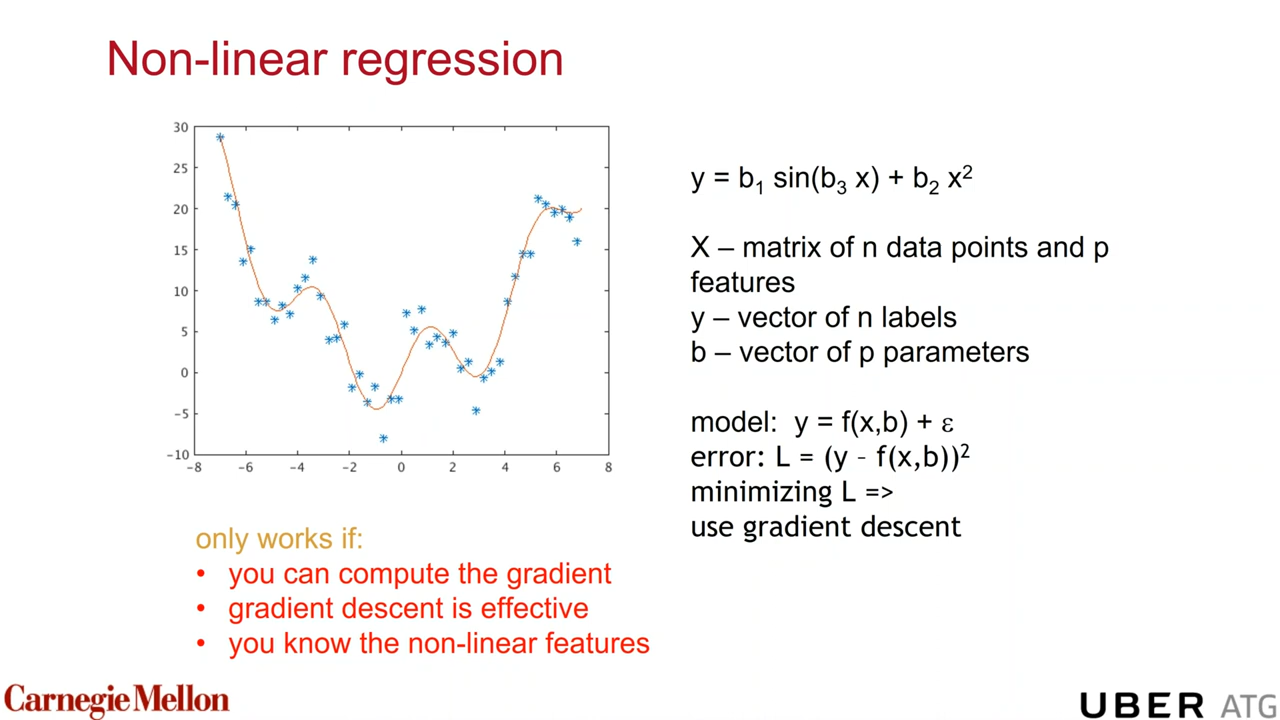 Non-linear regression
30
25
20
15
10
5
0
-5
-10
-8 -6 -4 -2 0 2 4 6 8
y = b₁ sin(b₃ x) + b₂ x²
X – matrix of n data points and p
features
y – vector of n labels
b – vector of p parameters
model: y = f(x,b) + ε
error: L = (y – f(x,b))²
minimizing L =>
use gradient descent
only works if:
• you can compute the gradient
• gradient descent is effective
• you know the non-linear features
Carnegie Mellon
UBER ATG